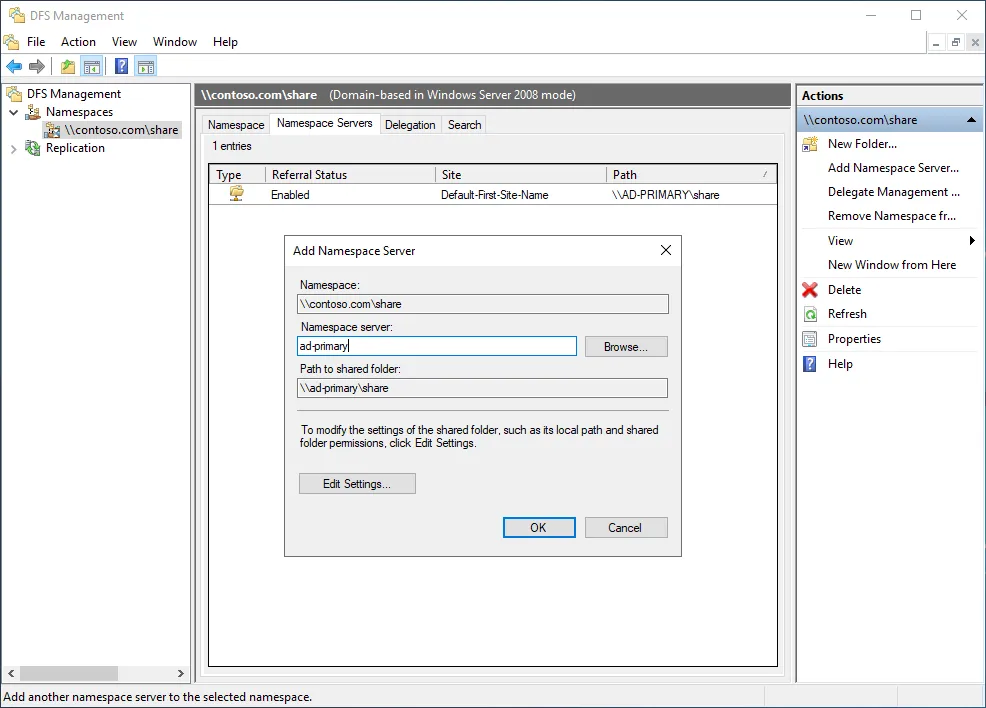 DFS Management
File Action View Window Help
DFS Management
Namespaces
\\contoso.com\share
Replication
\\contoso.com\share (Domain-based in Windows Server 2008 mode)
Namespace Namespace Servers Delegation Search
1 entries
Type Referral Status Site Path
Enabled Default-First-Site-Name \\AD-PRIMARY\share
Add Namespace Server
Namespace:
\\contoso.com\share
Namespace server:
ad-primary
Browse...
Path to shared folder:
\\ad-primary\share
To modify the settings of the shared folder, such as its local path and shared
folder permissions, click Edit Settings.
Edit Settings...
OK Cancel
Actions
\\contoso.com\share
New Folder...
Add Namespace Server...
Delegate Management ...
Remove Namespace fr...
View
New Window from Here
Delete
Refresh
Properties
Help
Add another namespace server to the selected namespace.